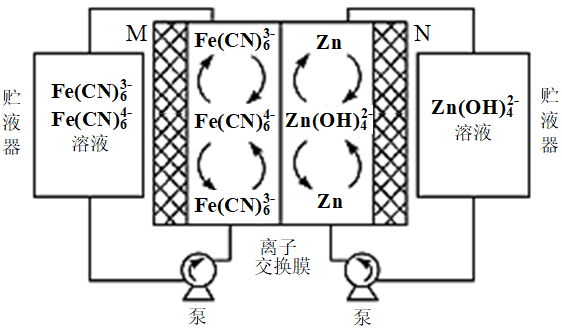 M
N
Fe(CN)₆³⁻
Zn
Fe(CN)₆³⁻
Fe(CN)₆⁴⁻
溶液
贮液器
Fe(CN)₆⁴⁻
Zn(OH)₄²⁻
Zn(OH)₄²⁻
溶液
贮液器
Fe(CN)₆³⁻
Zn
离子
交换膜
泵
泵